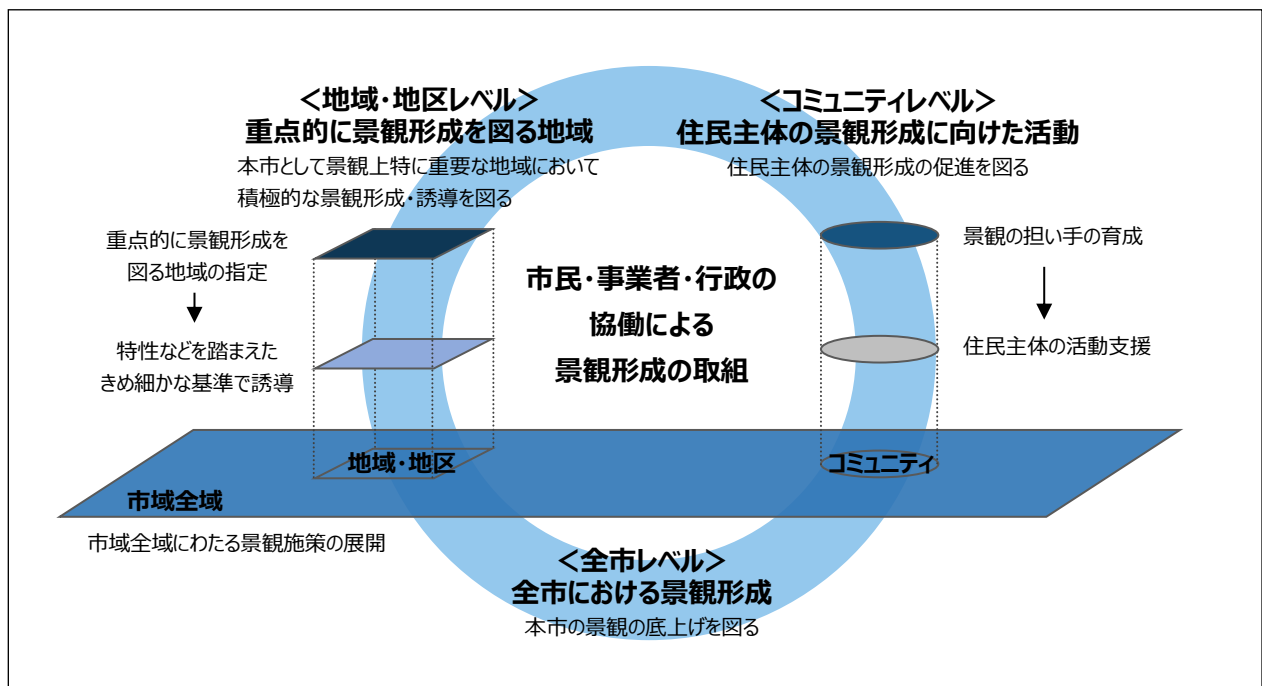 ＜地域・地区レベル＞
重点的に景観形成を図る地域
本市として景観上特に重要な地域において
積極的な景観形成・誘導を図る
＜コミュニティレベル＞
住民主体の景観形成に向けた活動
住民主体の景観形成の促進を図る
重点的に景観形成を
図る地域の指定
特性などを踏まえた
きめ細かな基準で誘導
市民・事業者・行政の
協働による
景観形成の取組
景観の担い手の育成
住民主体の活動支援
地域・地区
コミュニティ
市域全域
市域全域にわたる景観施策の展開
＜全市レベル＞
全市における景観形成
本市の景観の底上げを図る